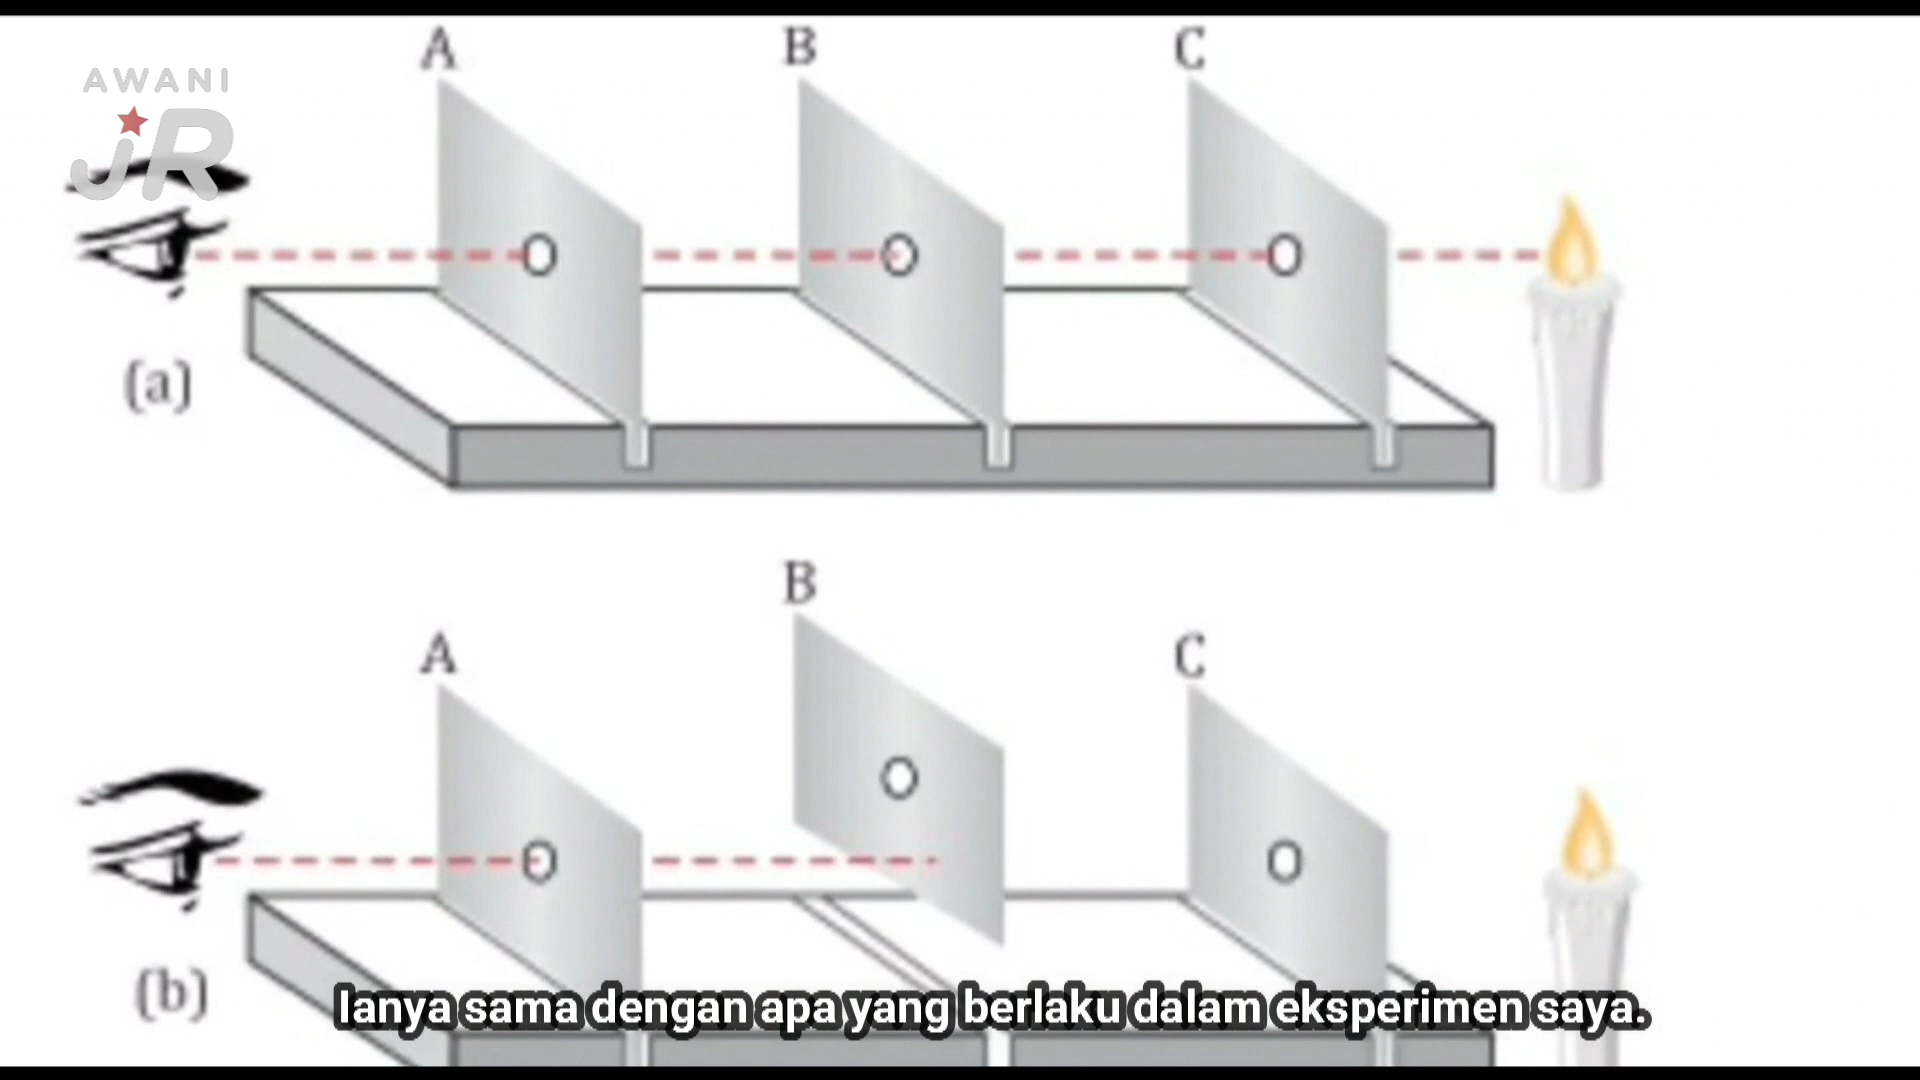 AWANI
JR
A B C
(a)
B
A C
(b)
Ianya sama dengan apa yang berlaku dalam eksperimen saya.